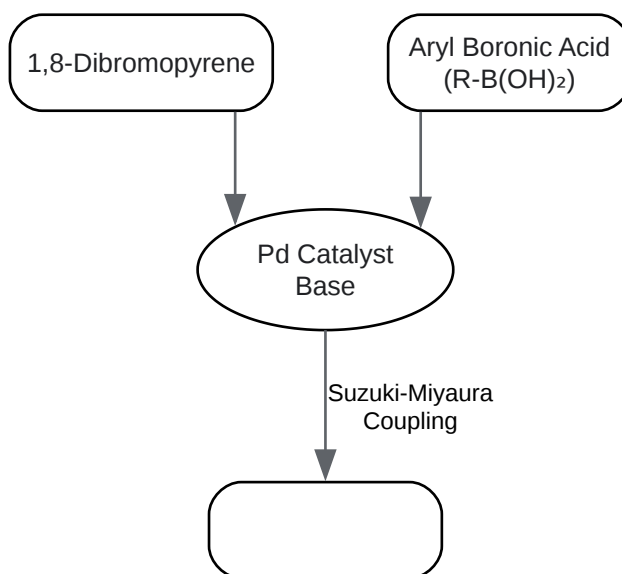 1,8-Dibromopyrene
Aryl Boronic Acid
(R-B(OH)₂)
Pd Catalyst
Base
Suzuki-Miyaura
Coupling